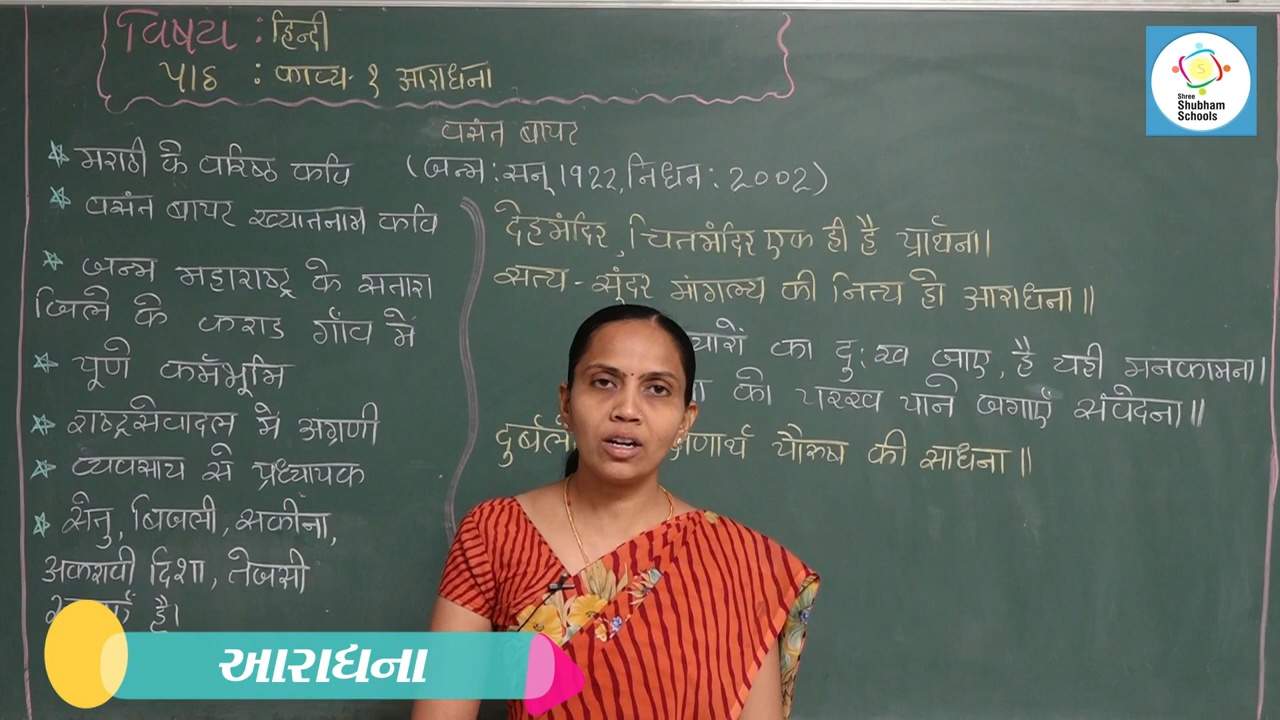 विषय : हिन्दी
પાઠ : काव्य-१ आराधना
Shree
Shubham
Schools
वसंत बापट
(जन्म : सन् 1922, निधन : 2002)
मराठी के वरिष्ठ कवि
वसंत बापट ख्यातनाम कवि
जन्म महाराष्ट्र के सतारा
जिले के कराड गाँव में
पूणे कर्मभूमि
राष्ट्रसेवादल मे अग्रणी
व्यवसाय से प्रध्यापक
सेतु, बिजली, सकीना,
अकरावी दिशा, तेजसी
है।
देहमंदिर, चितमंदिर एक ही है प्रार्थना।
सत्य - सुंदर मांगल्य की नित्य हो आराधना॥
का दुःख जाए, है यही मनकामना।
को परख पाने जगाएँ संवेदना॥
पौरुष की साधना॥
આરાધના